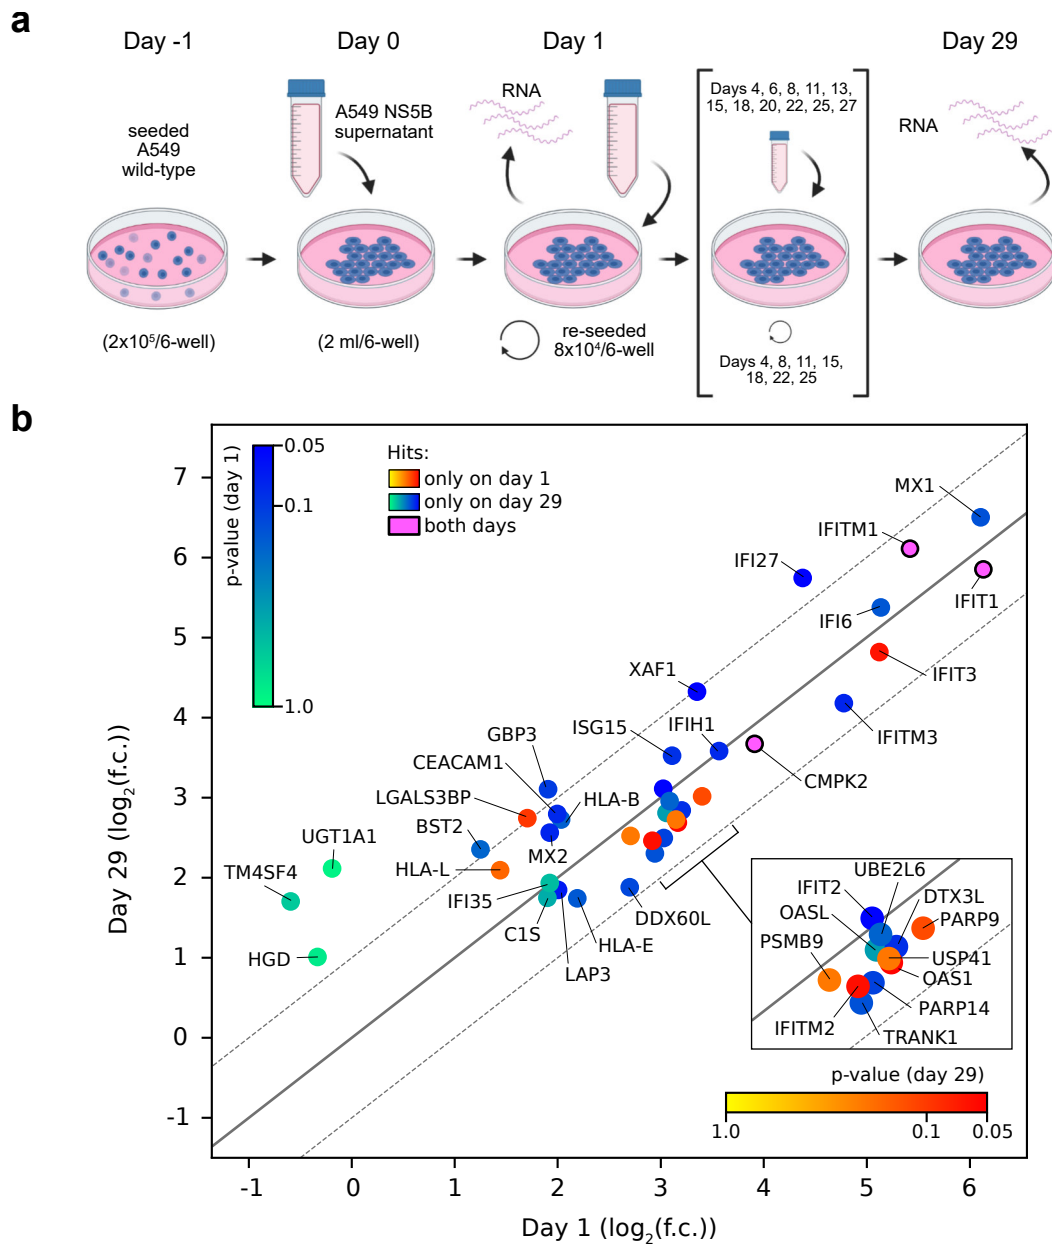 a
Day -1
Day 0
Day 1
Day 29
seeded
A549
wild-type
A549 NS5B
supernatant
RNA
Days 4, 6, 8, 11, 13,
15, 18, 20, 22, 25, 27
RNA
(2x10⁵/6-well)
(2 ml/6-well)
re-seeded
8x10⁴/6-well
Days 4, 8, 11, 15,
18, 22, 25
b
Day 29 (log₂(f.c.))
7
6
5
4
3
2
1
0
-1
p-value (day 1)
0.05
0.1
1.0
Hits:
only on day 1
only on day 29
both days
MX1
IFITM1
IFI27
IFIT1
IFI6
IFIT3
XAF1
IFITM3
ISG15
IFIH1
GBP3
CEACAM1
CMPK2
LGALS3BP
HLA-B
BST2
UGT1A1
MX2
TM4SF4
HLA-L
IFI35
DDX60L
C1S
HLA-E
HGD
LAP3
UBE2L6
IFIT2
DTX3L
OASL
PARP9
PSMB9
USP41
OAS1
PARP14
IFITM2
TRANK1
p-value (day 29)
1.0
0.1
0.05
-1
0
1
2
3
4
5
6
Day 1 (log₂(f.c.))